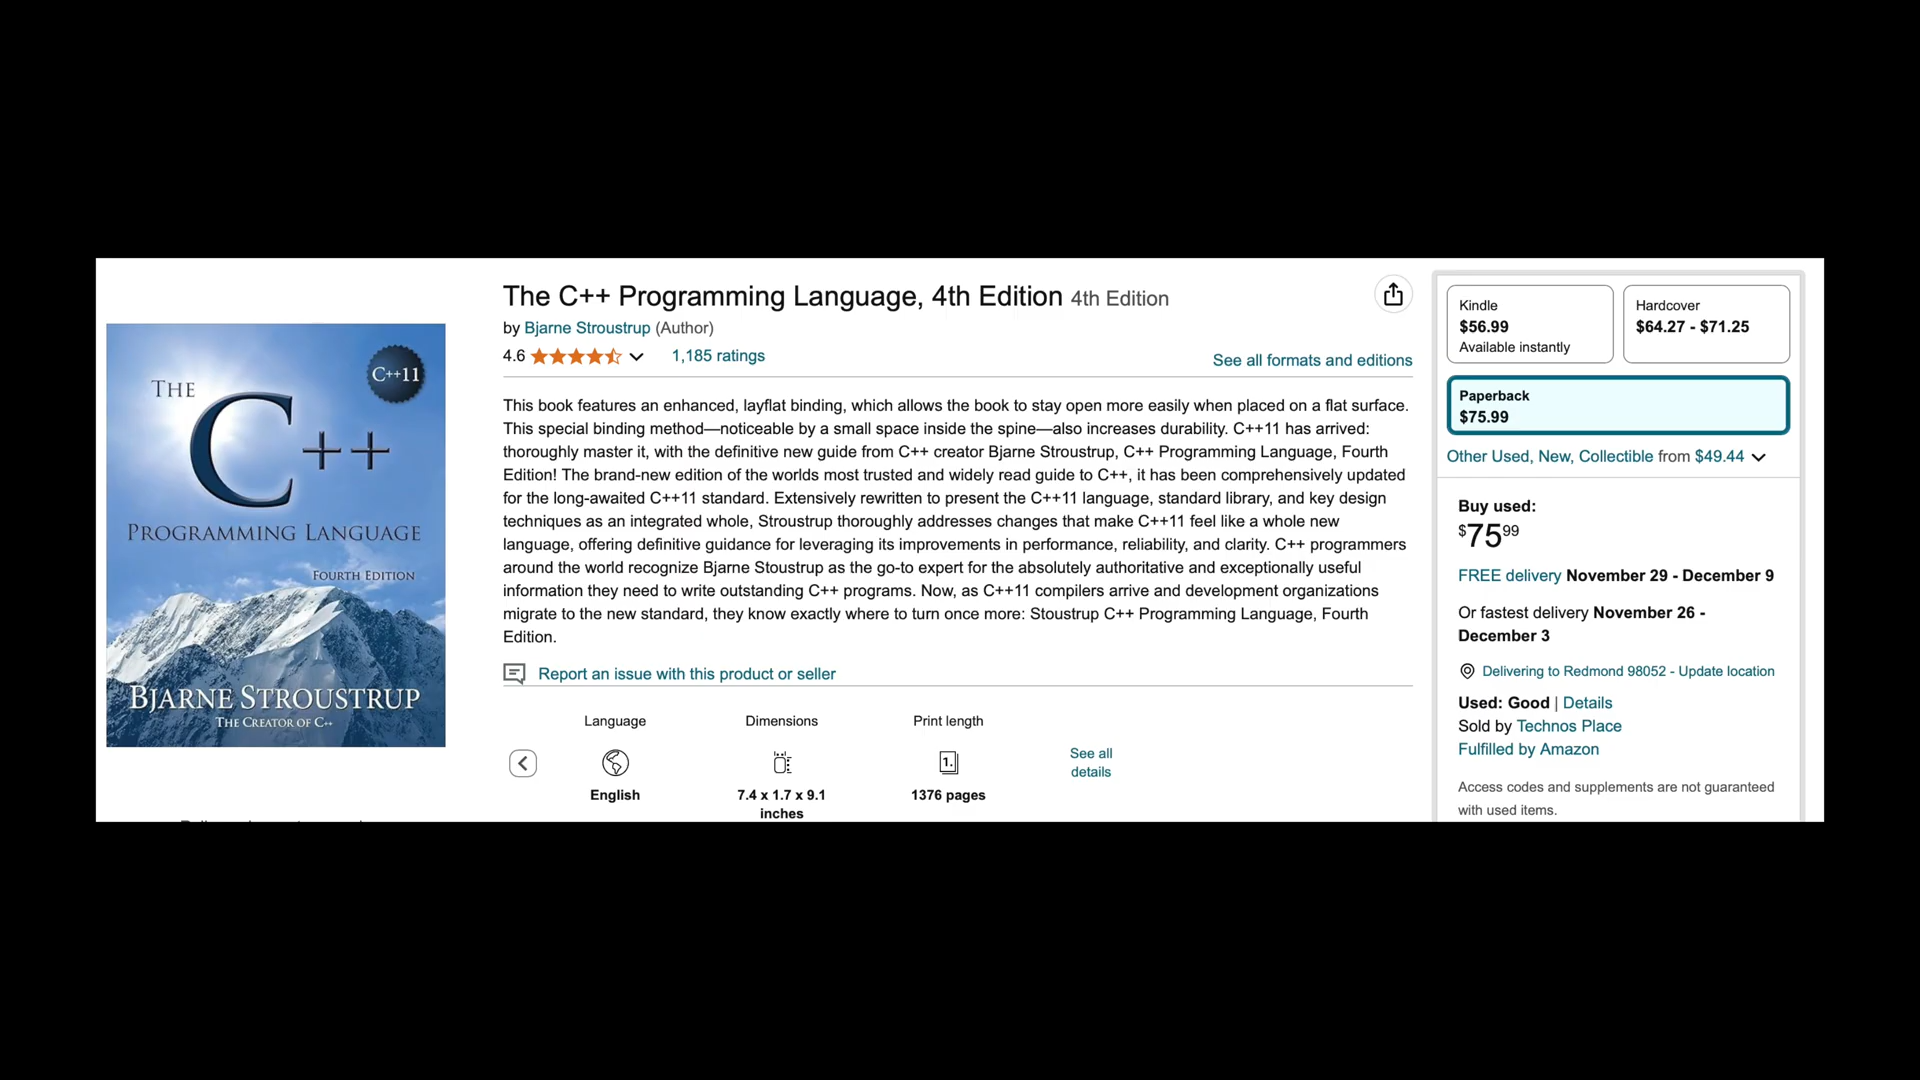 THE
C++
C++11
PROGRAMMING LANGUAGE
FOURTH EDITION
BJARNE STROUSTRUP
THE CREATOR OF C++
The C++ Programming Language, 4th Edition 4th Edition
by Bjarne Stroustrup (Author)
4.6 1,185 ratings
See all formats and editions
This book features an enhanced, layflat binding, which allows the book to stay open more easily when placed on a flat surface.
This special binding method—noticeable by a small space inside the spine—also increases durability. C++11 has arrived:
thoroughly master it, with the definitive new guide from C++ creator Bjarne Stroustrup, C++ Programming Language, Fourth
Edition! The brand-new edition of the worlds most trusted and widely read guide to C++, it has been comprehensively updated
for the long-awaited C++11 standard. Extensively rewritten to present the C++11 language, standard library, and key design
techniques as an integrated whole, Stroustrup thoroughly addresses changes that make C++11 feel like a whole new
language, offering definitive guidance for leveraging its improvements in performance, reliability, and clarity. C++ programmers
around the world recognize Bjarne Stoustrup as the go-to expert for the absolutely authoritative and exceptionally useful
information they need to write outstanding C++ programs. Now, as C++11 compilers arrive and development organizations
migrate to the new standard, they know exactly where to turn once more: Stoustrup C++ Programming Language, Fourth
Edition.
Report an issue with this product or seller
Language
English
Dimensions
7.4 x 1.7 x 9.1
inches
Print length
1.
1376 pages
See all
details
Kindle
$56.99
Available instantly
Hardcover
$64.27 - $71.25
Paperback
$75.99
Other Used, New, Collectible from $49.44
Buy used:
$75 99
FREE delivery November 29 - December 9
Or fastest delivery November 26 -
December 3
Delivering to Redmond 98052 - Update location
Used: Good | Details
Sold by Technos Place
Fulfilled by Amazon
Access codes and supplements are not guaranteed
with used items.